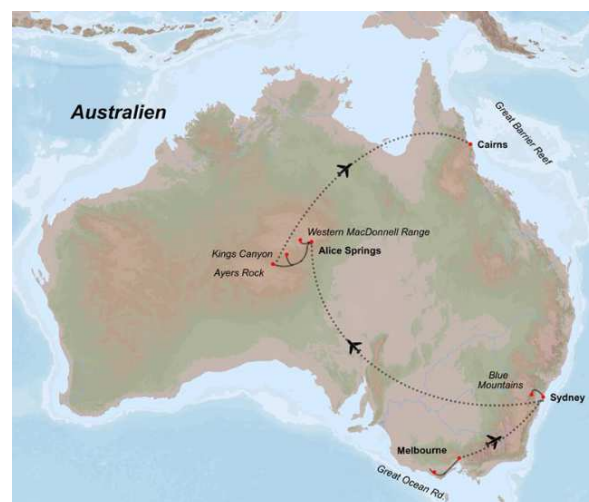 Australien
Great Barrier Reef
Cairns
Western MacDonnell Range
Kings Canyon
Alice Springs
Ayers Rock
Blue
Mountains
Sydney
Melbourne
Great Ocean Rd.